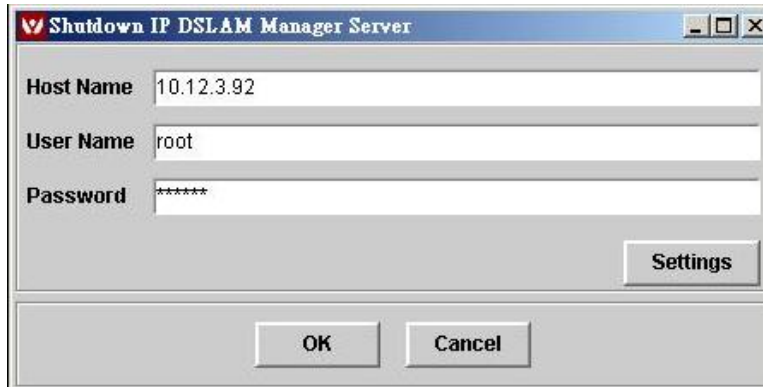 Shutdown IP DSLAM Manager Server
Host Name 10.12.3.92
User Name root
Password ******
Settings
OK Cancel